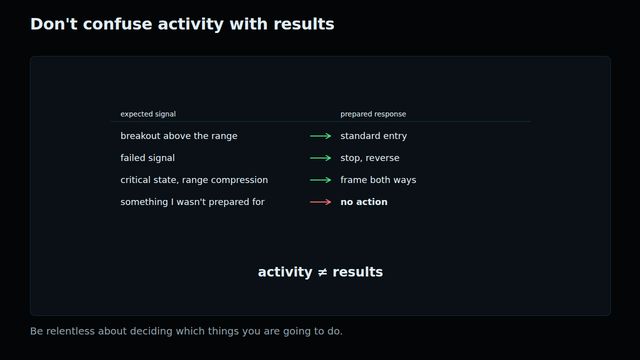 Don't confuse activity with results
expected signal prepared response
breakout above the range → standard entry
failed signal → stop, reverse
critical state, range compression → frame both ways
something I wasn't prepared for → no action
activity ≠ results
Be relentless about deciding which things you are going to do.